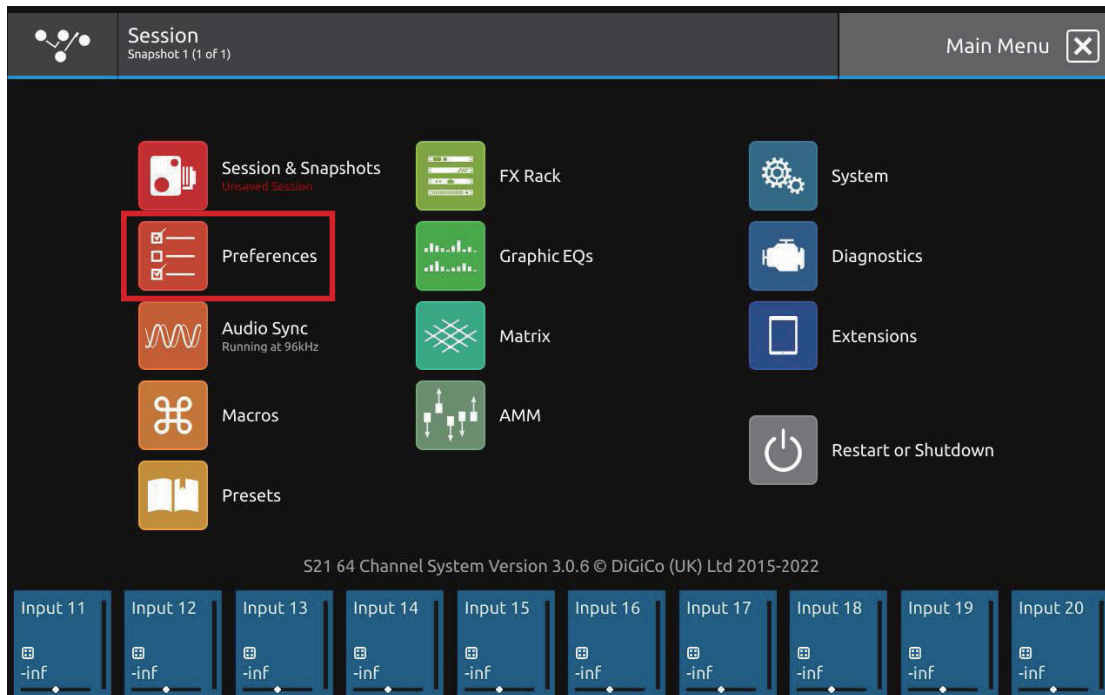 Session
Snapshot 1 (1 of 1)
Main Menu
Session & Snapshots
Unsaved Session
Preferences
Audio Sync
Running at 96kHz
Macros
Presets
FX Rack
Graphic EQs
Matrix
AMM
System
Diagnostics
Extensions
Restart or Shutdown
S21 64 Channel System Version 3.0.6 © DiGiCo (UK) Ltd 2015-2022
Input 11
-inf
Input 12
-inf
Input 13
-inf
Input 14
-inf
Input 15
-inf
Input 16
-inf
Input 17
-inf
Input 18
-inf
Input 19
-inf
Input 20
-inf